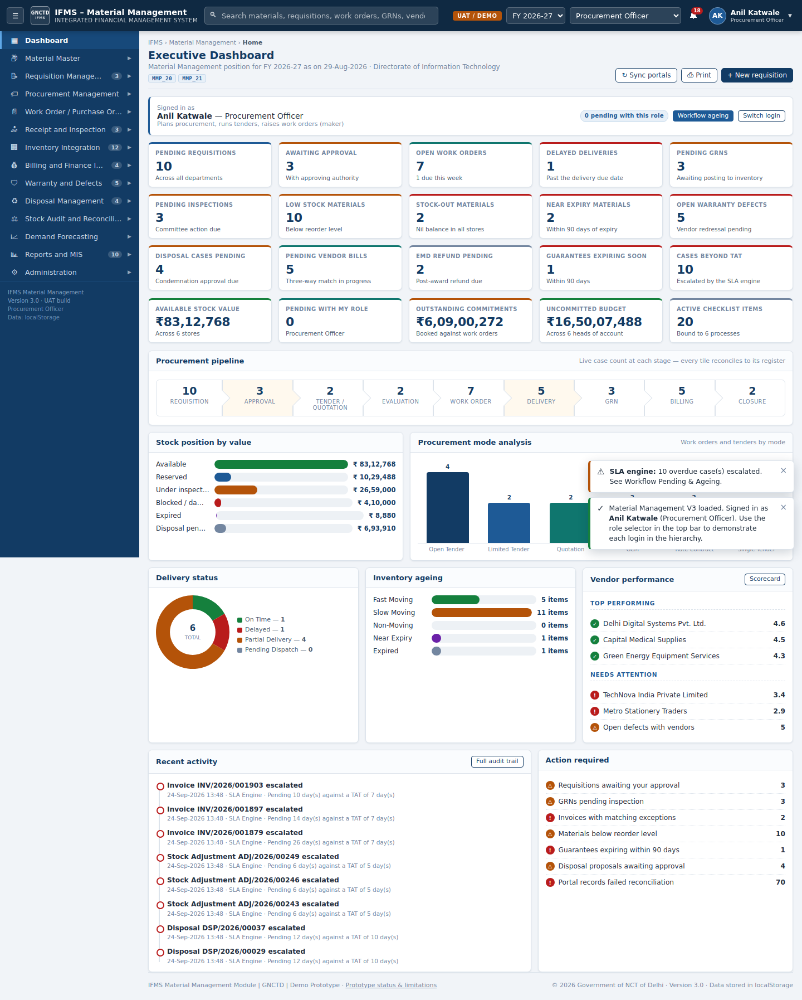 GNCTD
IFMS
IFMS – Material Management
INTEGRATED FINANCIAL MANAGEMENT SYSTEM
Search materials, requisitions, work orders, GRNs, vend
UAT / DEMO
FY 2026-27
Procurement Officer
18
AK
Anil Katwale
Procurement Officer
Dashboard
Material Master
Requisition Manage... 3
Procurement Management
Work Order / Purchase Or...
Receipt and Inspection 3
Inventory Integration 12
Billing and Finance I... 4
Warranty and Defects 5
Disposal Management 4
Stock Audit and Reconcili...
Demand Forecasting
Reports and MIS 10
Administration
IFMS Material Management
Version 3.0 · UAT build
Procurement Officer
Data: localStorage
IFMS › Material Management › Home
Executive Dashboard
Material Management position for FY 2026-27 as on 29-Aug-2026 · Directorate of Information Technology
MMP_20 MMP_21
↻ Sync portals
Print
+ New requisition
Signed in as
Anil Katwale — Procurement Officer
Plans procurement, runs tenders, raises work orders (maker)
0 pending with this role
Workflow ageing
Switch login
PENDING REQUISITIONS
10
Across all departments
AWAITING APPROVAL
3
With approving authority
OPEN WORK ORDERS
7
1 due this week
DELAYED DELIVERIES
1
Past the delivery due date
PENDING GRNS
3
Awaiting posting to inventory
PENDING INSPECTIONS
3
Committee action due
LOW STOCK MATERIALS
10
Below reorder level
STOCK-OUT MATERIALS
2
Nil balance in all stores
NEAR EXPIRY MATERIALS
2
Within 90 days of expiry
OPEN WARRANTY DEFECTS
5
Vendor redressal pending
DISPOSAL CASES PENDING
4
Condemnation approval due
PENDING VENDOR BILLS
5
Three-way match in progress
EMD REFUND PENDING
2
Post-award refund due
GUARANTEES EXPIRING SOON
1
Within 90 days
CASES BEYOND TAT
10
Escalated by the SLA engine
AVAILABLE STOCK VALUE
₹83,12,768
Across 6 stores
PENDING WITH MY ROLE
0
Procurement Officer
OUTSTANDING COMMITMENTS
₹6,09,00,272
Booked against work orders
UNCOMMITTED BUDGET
₹16,50,07,488
Across 6 heads of account
ACTIVE CHECKLIST ITEMS
20
Bound to 6 processes
Procurement pipeline
Live case count at each stage — every tile reconciles to its register
10
REQUISITION
3
APPROVAL
2
TENDER /
QUOTATION
2
EVALUATION
7
WORK ORDER
5
DELIVERY
3
GRN
5
BILLING
2
CLOSURE
Stock position by value
Available ₹ 83,12,768
Reserved ₹ 10,29,488
Under inspect... ₹ 26,59,000
Blocked / da... ₹ 4,10,000
Expired ₹ 8,880
Disposal pen... ₹ 6,93,910
Procurement mode analysis
Work orders and tenders by mode
4
2
2
2
2
Open Tender
Limited Tender
Quotation
GeM
Rate Contract
Single Tender
SLA engine: 10 overdue case(s) escalated.
See Workflow Pending & Ageing.
×
Material Management V3 loaded. Signed in as
Anil Katwale (Procurement Officer). Use the
role selector in the top bar to demonstrate
each login in the hierarchy.
×
Delivery status
6
TOTAL
On Time — 1
Delayed — 1
Partial Delivery — 4
Pending Dispatch — 0
Inventory ageing
Fast Moving 5 items
Slow Moving 11 items
Non-Moving 0 items
Near Expiry 1 items
Expired 1 items
Vendor performance
Scorecard
TOP PERFORMING
Delhi Digital Systems Pvt. Ltd. 4.6
Capital Medical Supplies 4.5
Green Energy Equipment Services 4.3
NEEDS ATTENTION
TechNova India Private Limited 3.4
Metro Stationery Traders 2.9
Open defects with vendors 5
Recent activity
Full audit trail
Invoice INV/2026/001903 escalated
24-Sep-2026 13:48 · SLA Engine · Pending 10 day(s) against a TAT of 7 day(s)
Invoice INV/2026/001897 escalated
24-Sep-2026 13:48 · SLA Engine · Pending 14 day(s) against a TAT of 7 day(s)
Invoice INV/2026/001879 escalated
24-Sep-2026 13:48 · SLA Engine · Pending 26 day(s) against a TAT of 7 day(s)
Stock Adjustment ADJ/2026/00249 escalated
24-Sep-2026 13:48 · SLA Engine · Pending 6 day(s) against a TAT of 5 day(s)
Stock Adjustment ADJ/2026/00246 escalated
24-Sep-2026 13:48 · SLA Engine · Pending 6 day(s) against a TAT of 5 day(s)
Stock Adjustment ADJ/2026/00243 escalated
24-Sep-2026 13:48 · SLA Engine · Pending 6 day(s) against a TAT of 5 day(s)
Disposal DSP/2026/00037 escalated
24-Sep-2026 13:48 · SLA Engine · Pending 12 day(s) against a TAT of 10 day(s)
Disposal DSP/2026/00029 escalated
24-Sep-2026 13:48 · SLA Engine · Pending 12 day(s) against a TAT of 10 day(s)
Action required
Requisitions awaiting your approval 3
GRNs pending inspection 3
Invoices with matching exceptions 2
Materials below reorder level 10
Guarantees expiring within 90 days 1
Disposal proposals awaiting approval 4
Portal records failed reconciliation 70
IFMS Material Management Module | GNCTD | Demo Prototype · Prototype status & limitations
© 2026 Government of NCT of Delhi · Version 3.0 · Data stored in localStorage